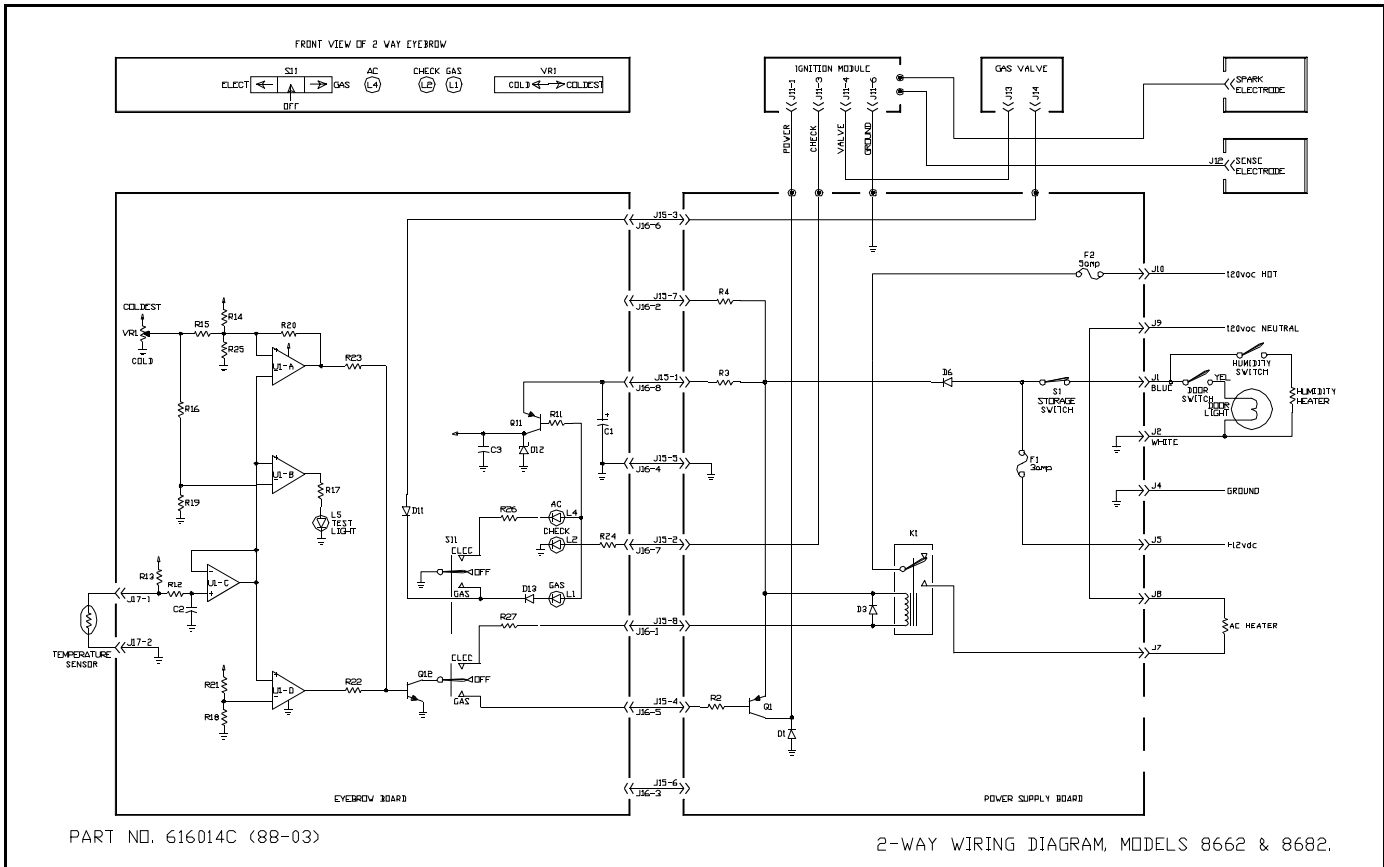 FRONT VIEW OF 2 WAY EYEBROW
S11
AC
CHECK GAS
VR1
ELECT
GAS
L4
L2
L1
COLD
COLDEST
OFF
IGNITION MODULE
J11-1
J11-3
J11-4
J11-6
POWER
CHECK
VALVE
GROUND
GAS VALVE
J13
J14
SPARK
ELECTRODE
J12
SENSE
ELECTRODE
J15-3
J16-6
J15-7
J16-2
R4
J15-1
J16-8
R3
J15-5
J16-4
J15-2
J16-7
J15-8
J16-1
J15-4
J16-5
J15-6
J16-3
COLDEST
VR1
COLD
R15
R14
R20
R25
U1-A
R23
R16
U1-B
R17
R19
L5
TEST
LIGHT
R13
R12
U1-C
C2
J17-1
J17-2
TEMPERATURE
SENSOR
R21
R18
U1-D
R22
Q12
Q11
R11
C1
C3
D12
D11
R26
AC
L4
CHECK
L2
R24
S11
ELEC
OFF
GAS
D13
GAS
L1
R27
ELEC
OFF
GAS
EYEBROW BOARD
F2
5amp
J10
120vac HOT
J9
120vac NEUTRAL
D6
S1
STORAGE
SWITCH
J1
BLUE
HUMIDITY
SWITCH
DOOR
SWITCH
YEL
DOOR
LIGHT
HUMIDITY
HEATER
J2
WHITE
F1
3amp
J4
GROUND
J5
+12vdc
K1
D3
J8
AC HEATER
J7
R2
Q1
D1
POWER SUPPLY BOARD
PART NO. 616014C (88-03)
2-WAY WIRING DIAGRAM, MODELS 8662 & 8682.